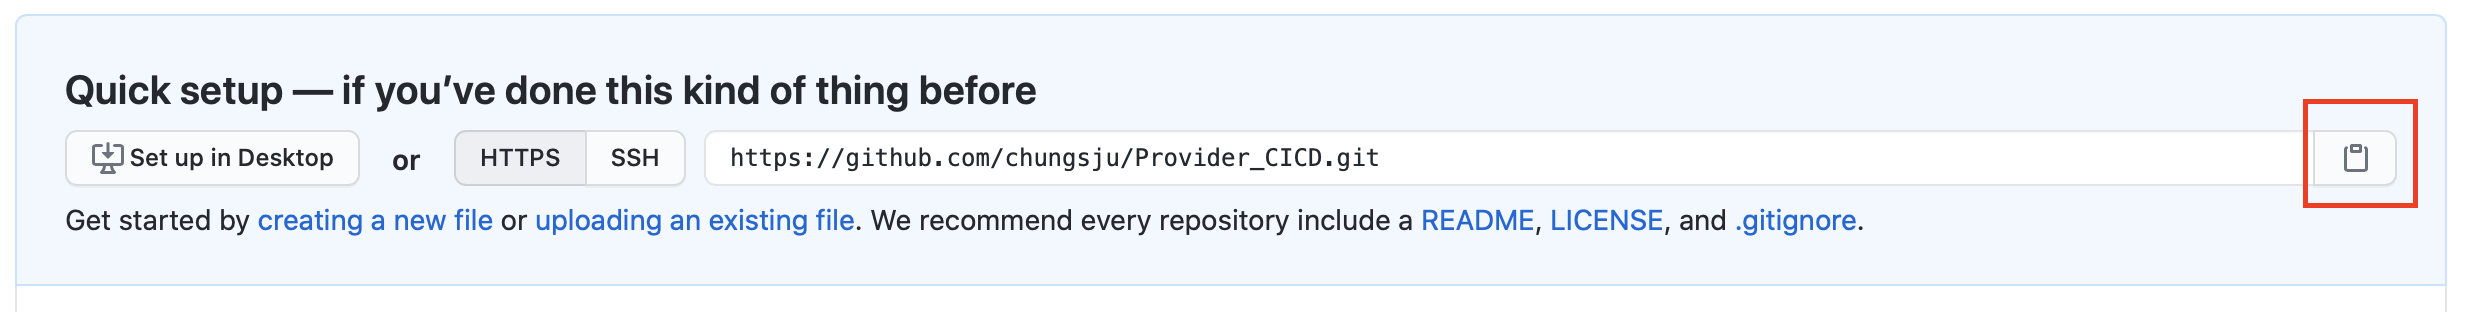 Quick setup — if you’ve done this kind of thing before
Set up in Desktop or HTTPS SSH https://github.com/chungsju/Provider_CICD.git
Get started by creating a new file or uploading an existing file. We recommend every repository include a README, LICENSE, and .gitignore.